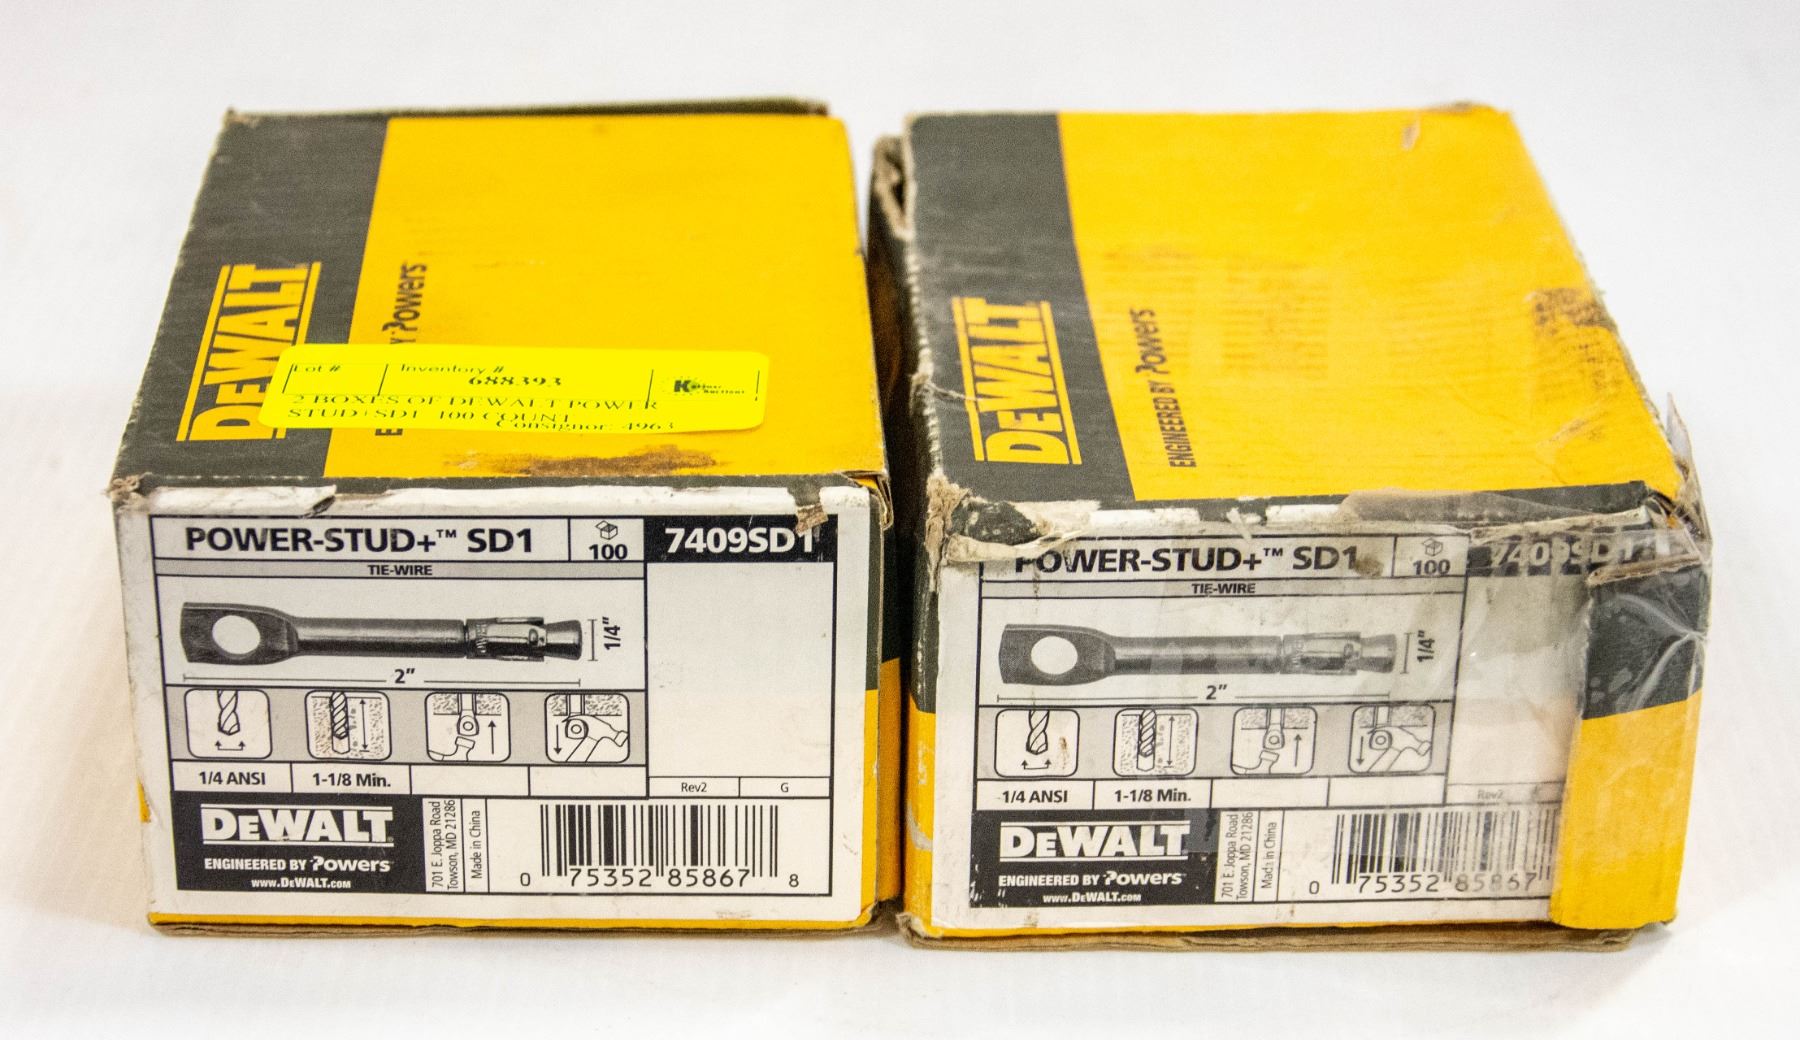 DEWALT
ENGINEERED BY Powers
Lot # Inventory #
688393
2 BOXES OF DEWALT POWER
STUD+SD1 100 COUNT
Consignor: 4963
POWER-STUD+™ SD1 100 7409SD1
TIE-WIRE
1/4"
2"
1/4 ANSI 1-1/8 Min.
Rev2 G
DEWALT
ENGINEERED BY Powers
www.DEWALT.com
701 E. Joppa Road
Towson, MD 21286
Made in China
0 75352 85867 8
DEWALT
ENGINEERED BY Powers
POWER-STUD+™ SD1 100 7409SD1
TIE-WIRE
1/4"
2"
1/4 ANSI 1-1/8 Min.
Rev2
DEWALT
ENGINEERED BY Powers
www.DEWALT.com
701 E. Joppa Road
Towson, MD 21286
Made in China
0 75352 85867